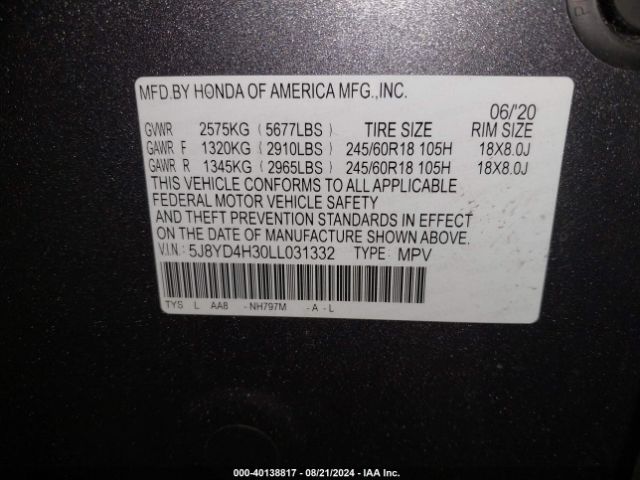 MFD.BY HONDA OF AMERICA MFG.,INC.
06/'20
GVWR 2575KG (5677LBS) TIRE SIZE RIM SIZE
GAWR F 1320KG (2910LBS) 245/60R18 105H 18X8.0J
GAWR R 1345KG (2965LBS) 245/60R18 105H 18X8.0J
THIS VEHICLE CONFORMS TO ALL APPLICABLE
FEDERAL MOTOR VEHICLE SAFETY
AND THEFT PREVENTION STANDARDS IN EFFECT
ON THE DATE OF MANUFACTURE SHOWN ABOVE.
V.I.N.: 5J8YD4H30LL031332 TYPE: MPV
TYS L AA8 - NH797M - A - L
000-40138817 - 08/21/2024 - IAA Inc.